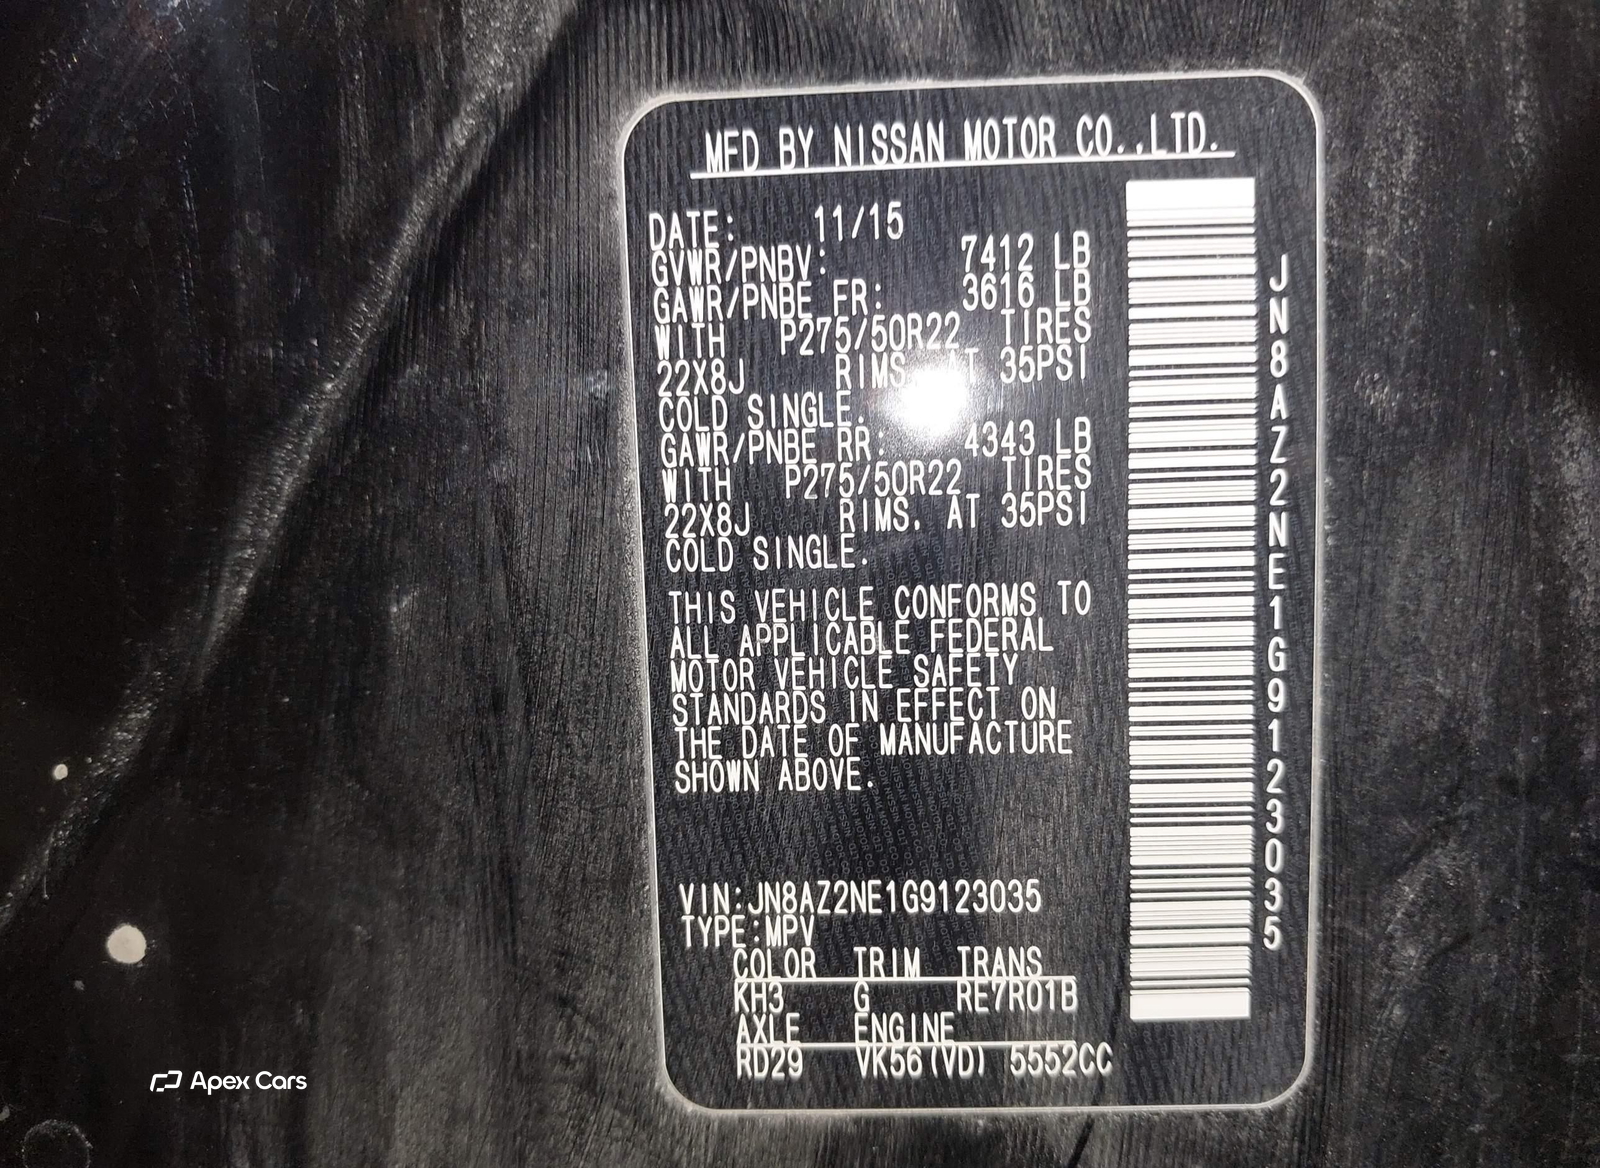 MFD BY NISSAN MOTOR CO.,LTD.
DATE: 11/15
GVWR/PNBV: 7412 LB
GAWR/PNBE FR: 3616 LB
WITH P275/50R22 TIRES
22X8J RIMS. AT 35PSI
COLD SINGLE.
GAWR/PNBE RR: 4343 LB
WITH P275/50R22 TIRES
22X8J RIMS. AT 35PSI
COLD SINGLE.
THIS VEHICLE CONFORMS TO
ALL APPLICABLE FEDERAL
MOTOR VEHICLE SAFETY
STANDARDS IN EFFECT ON
THE DATE OF MANUFACTURE
SHOWN ABOVE.
VIN:JN8AZ2NE1G9123035
TYPE:MPV
COLOR TRIM TRANS
KH3 G RE7R01B
AXLE ENGINE
RD29 VK56(VD) 5552CC
JN8AZ2NE1G9123035
Apex Cars